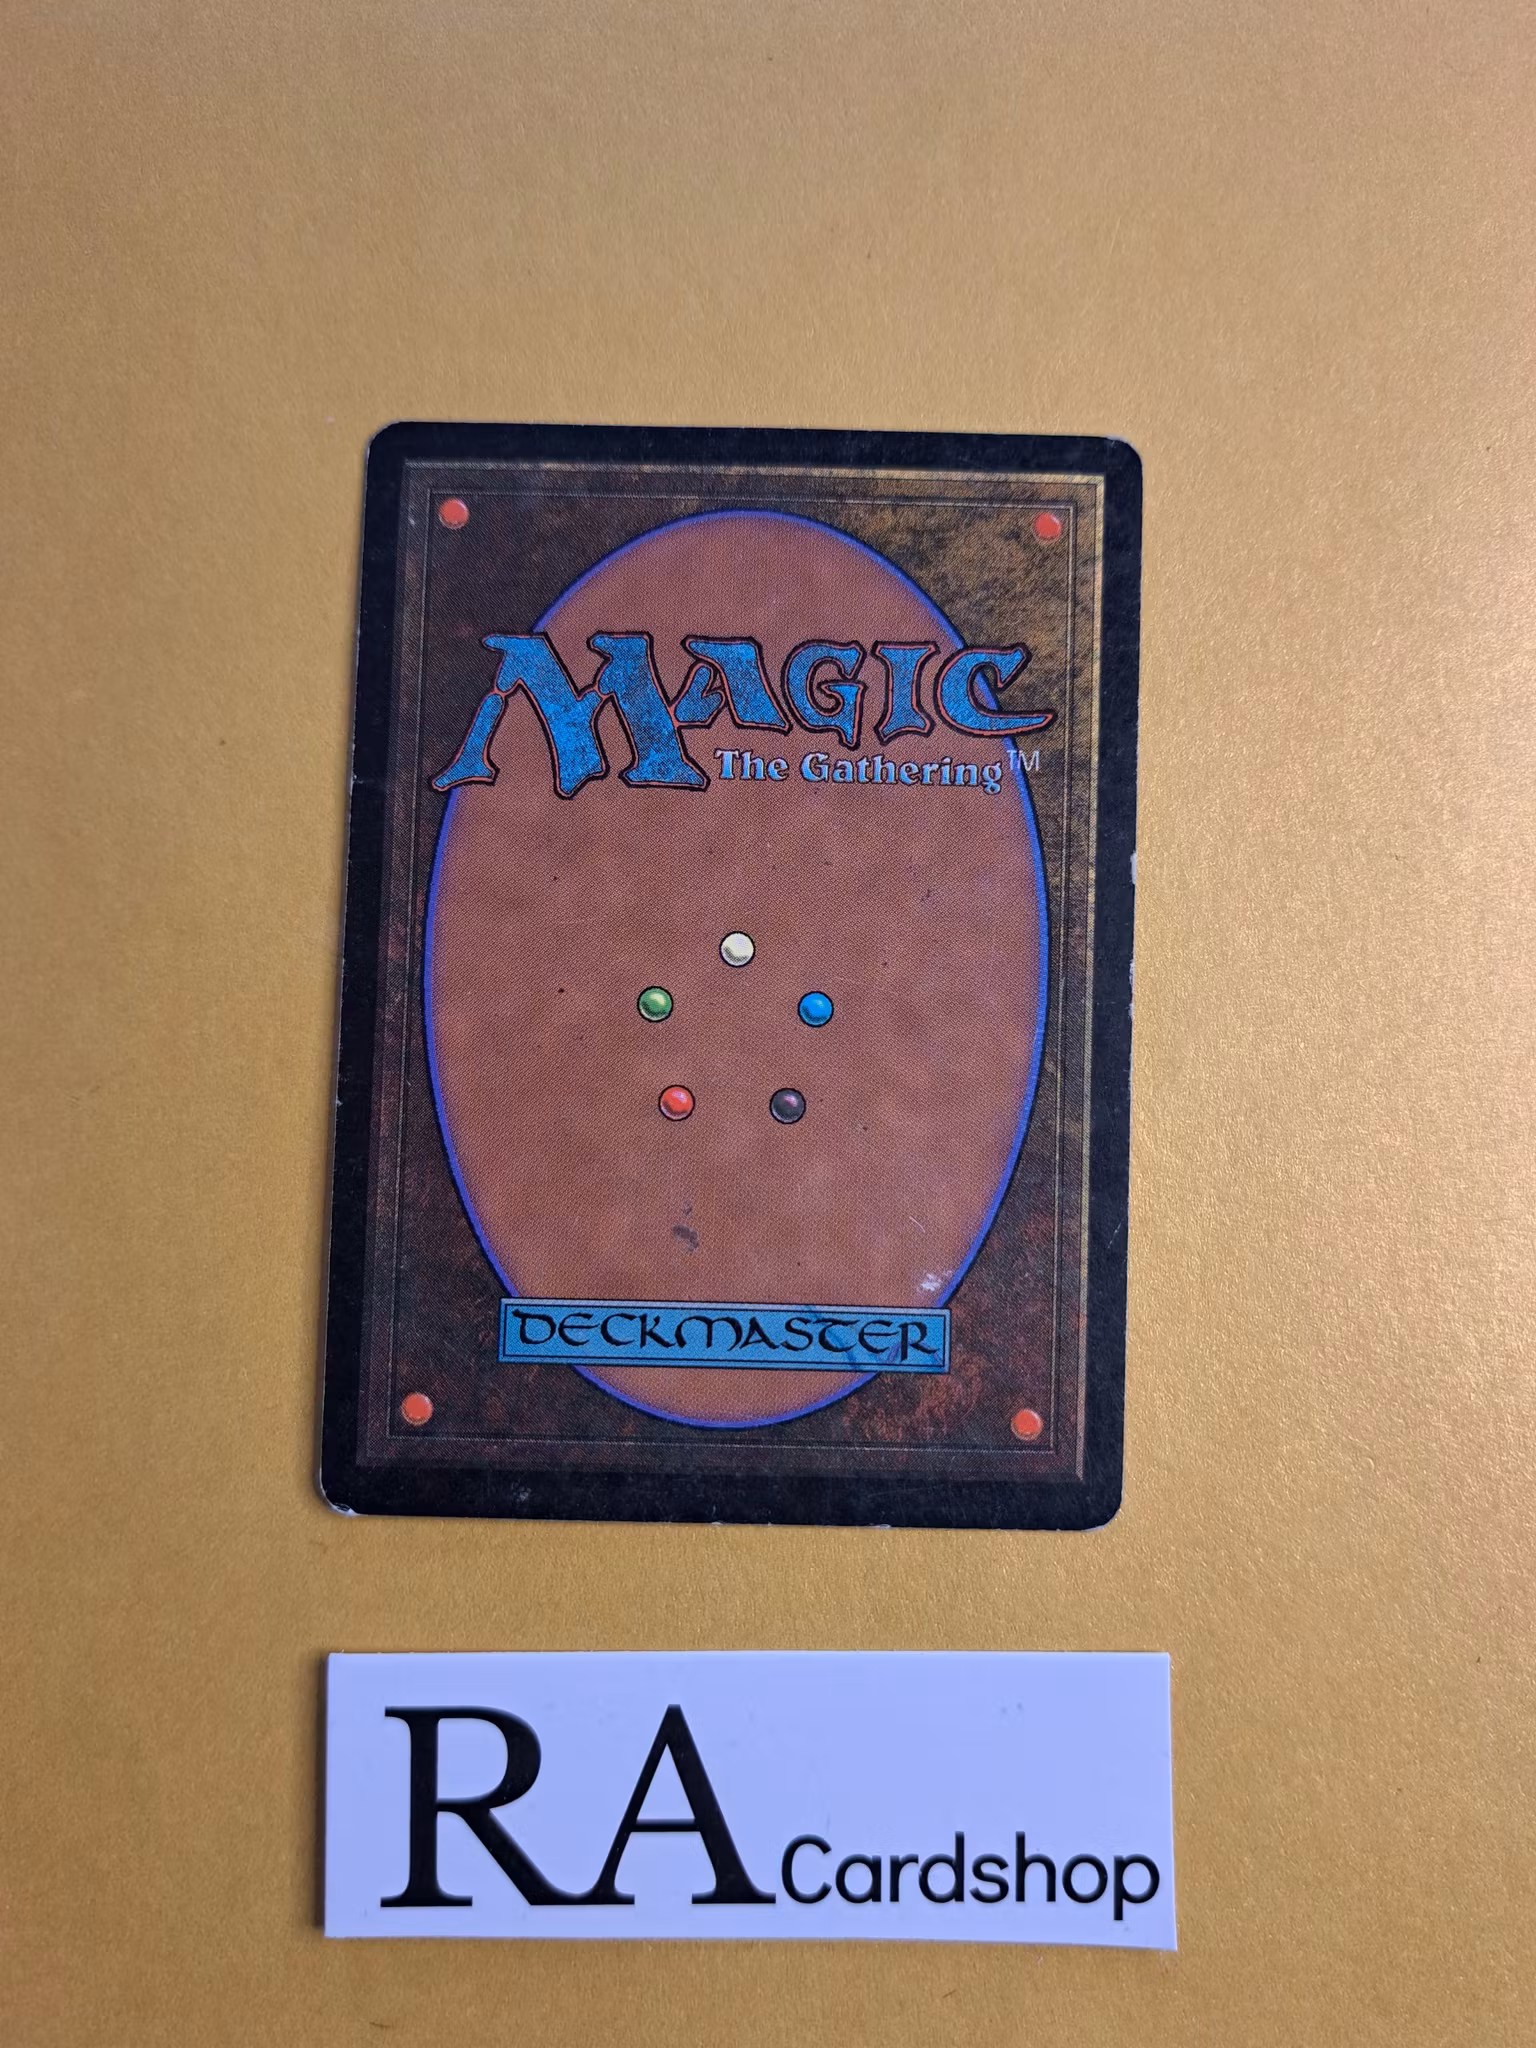 MAGIC
The Gathering™
DECKMASTER
RA Cardshop